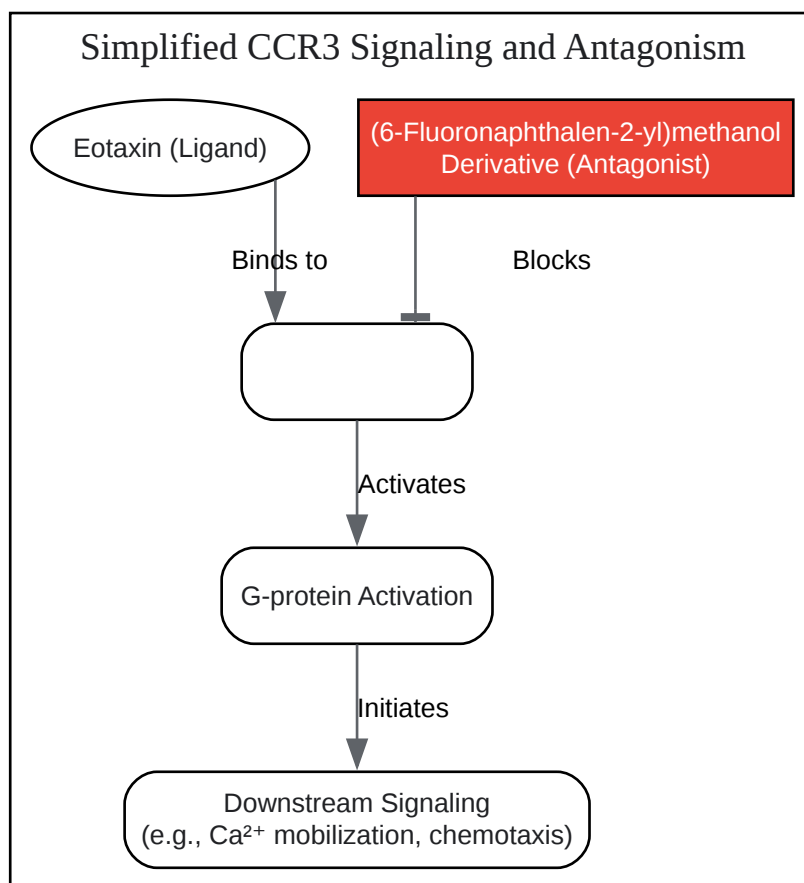 Simplified CCR3 Signaling and Antagonism
Eotaxin (Ligand)
(6-Fluoronaphthalen-2-yl)methanol
Derivative (Antagonist)
Binds to
Blocks
Activates
G-protein Activation
Initiates
Downstream Signaling
(e.g., Ca²⁺ mobilization, chemotaxis)